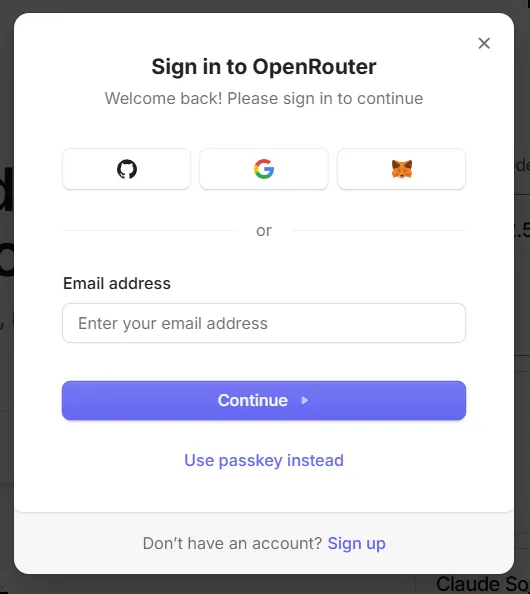 Sign in to OpenRouter
Welcome back! Please sign in to continue
or
Email address
Enter your email address
Continue
Use passkey instead
Don’t have an account? Sign up
Claude So